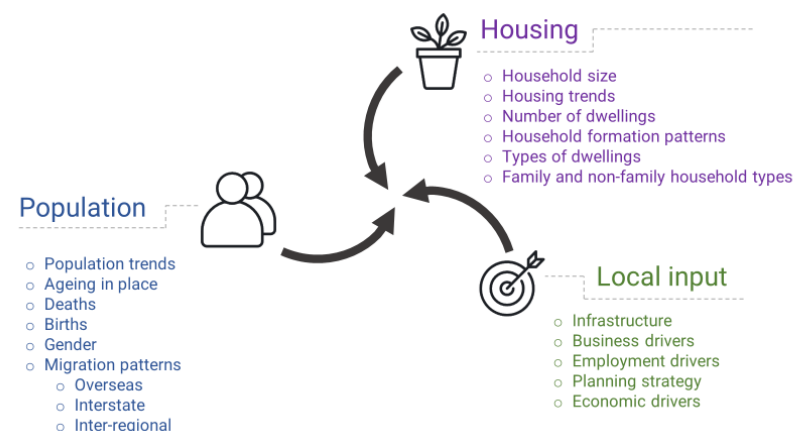 Housing
○ Household size
○ Housing trends
○ Number of dwellings
○ Household formation patterns
○ Types of dwellings
○ Family and non-family household types
Population
○ Population trends
○ Ageing in place
○ Deaths
○ Births
○ Gender
○ Migration patterns
○ Overseas
○ Interstate
○ Inter-regional
Local input
○ Infrastructure
○ Business drivers
○ Employment drivers
○ Planning strategy
○ Economic drivers